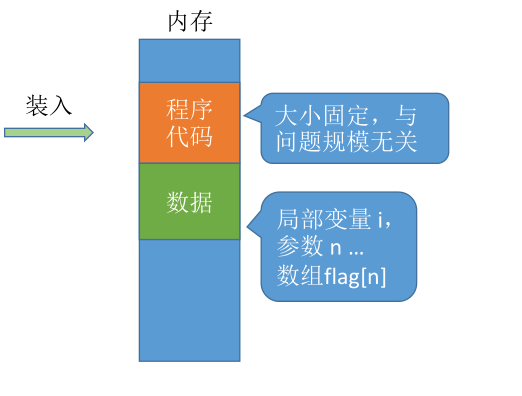 内存
装入
程序
代码
大小固定，与
问题规模无关
数据
局部变量 i，
参数 n ...
数组flag[n]